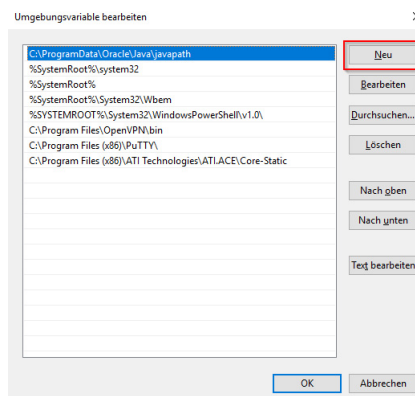 Umgebungsvariable bearbeiten
C:\ProgramData\Oracle\Java\javapath
%SystemRoot%\system32
%SystemRoot%
%SystemRoot%\System32\Wbem
%SYSTEMROOT%\System32\WindowsPowerShell\v1.0\
C:\Program Files\OpenVPN\bin
C:\Program Files (x86)\PuTTY\
C:\Program Files (x86)\ATI Technologies\ATI.ACE\Core-Static
Neu
Bearbeiten
Durchsuchen...
Löschen
Nach oben
Nach unten
Text bearbeiten
OK
Abbrechen